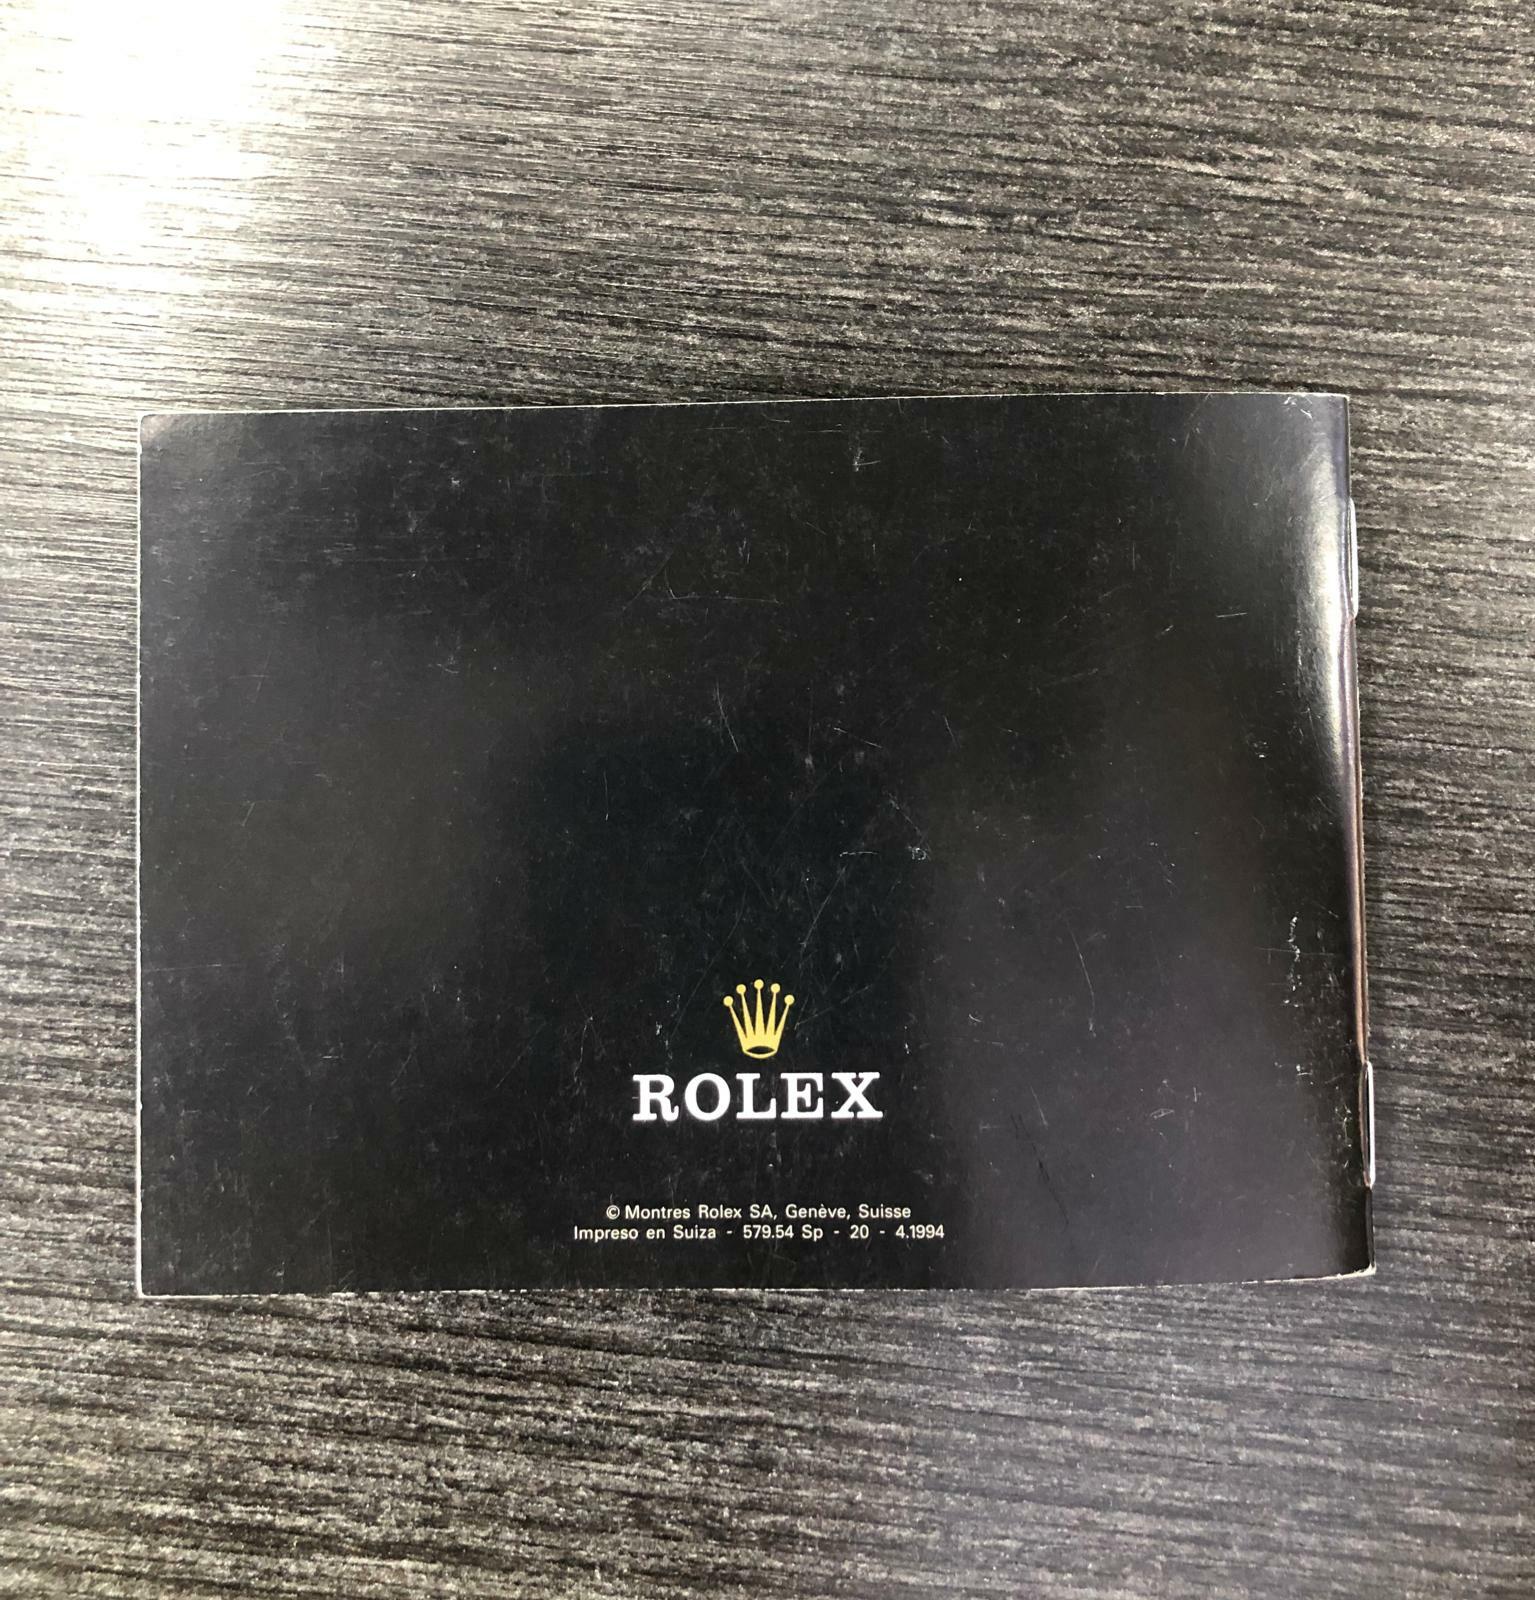 ROLEX
© Montres Rolex SA, Genève, Suisse
Impreso en Suiza - 579.54 Sp - 20 - 4.1994